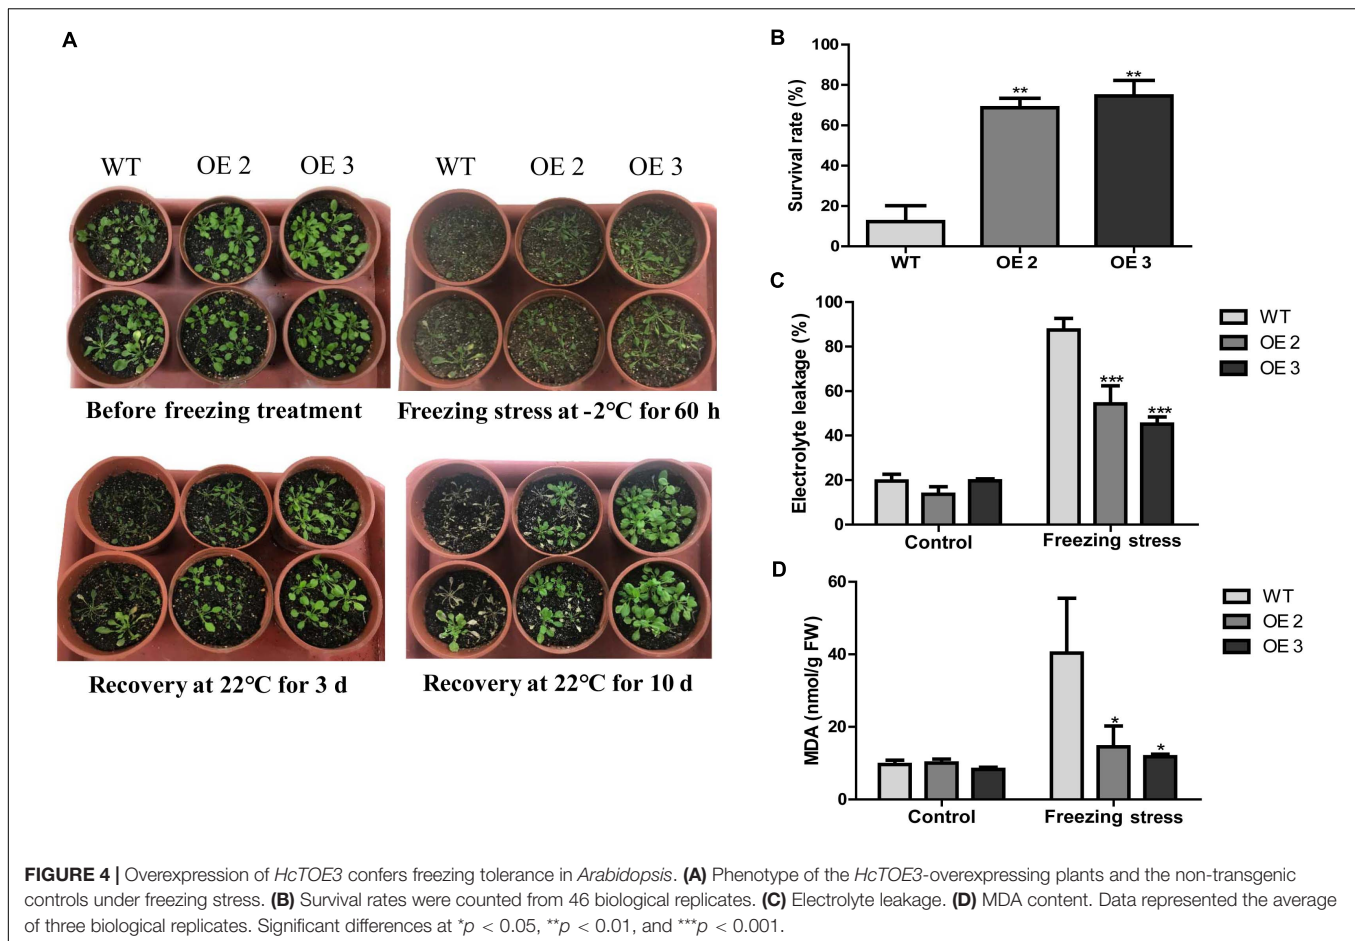 A
WT OE 2 OE 3
WT OE 2 OE 3
Before freezing treatment
Freezing stress at -2°C for 60 h
Recovery at 22°C for 3 d
Recovery at 22°C for 10 d
B
Survival rate (%)
100
80
60
40
20
0
** **
WT OE 2 OE 3
C
Electrolyte leakage (%)
100
80
60
40
20
0
*** ***
Control Freezing stress
WT
OE 2
OE 3
D
MDA (nmol/g FW)
60
40
20
0
* *
Control Freezing stress
WT
OE 2
OE 3
FIGURE 4 | Overexpression of HcTOE3 confers freezing tolerance in Arabidopsis. (A) Phenotype of the HcTOE3-overexpressing plants and the non-transgenic
controls under freezing stress. (B) Survival rates were counted from 46 biological replicates. (C) Electrolyte leakage. (D) MDA content. Data represented the average
of three biological replicates. Significant differences at *p < 0.05, **p < 0.01, and ***p < 0.001.